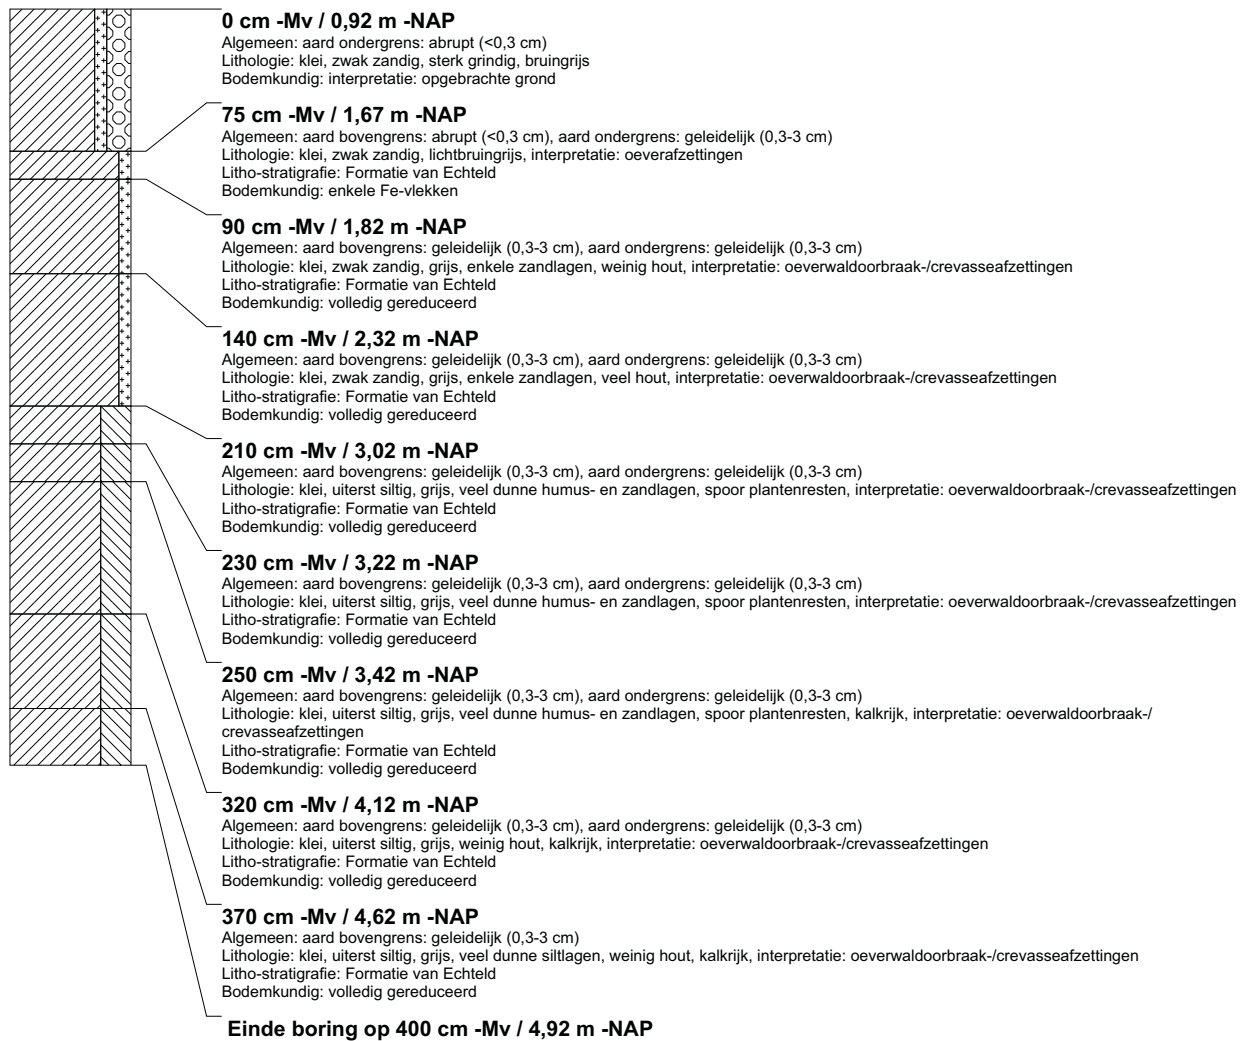 0 cm -Mv / 0,92 m -NAP
Algemeen: aard ondergrens: abrupt (<0,3 cm)
Lithologie: klei, zwak zandig, sterk grindig, bruingrijs
Bodemkundig: interpretatie: opgebrachte grond
75 cm -Mv / 1,67 m -NAP
Algemeen: aard bovengrens: abrupt (<0,3 cm), aard ondergrens: geleidelijk (0,3-3 cm)
Lithologie: klei, zwak zandig, lichtbruingrijs, interpretatie: oeverafzettingen
Litho-stratigrafie: Formatie van Echteld
Bodemkundig: enkele Fe-vlekken
90 cm -Mv / 1,82 m -NAP
Algemeen: aard bovengrens: geleidelijk (0,3-3 cm), aard ondergrens: geleidelijk (0,3-3 cm)
Lithologie: klei, zwak zandig, grijs, enkele zandlagen, weinig hout, interpretatie: oeverwaldoorbraak-/crevasseafzettingen
Litho-stratigrafie: Formatie van Echteld
Bodemkundig: volledig gereduceerd
140 cm -Mv / 2,32 m -NAP
Algemeen: aard bovengrens: geleidelijk (0,3-3 cm), aard ondergrens: geleidelijk (0,3-3 cm)
Lithologie: klei, zwak zandig, grijs, enkele zandlagen, veel hout, interpretatie: oeverwaldoorbraak-/crevasseafzettingen
Litho-stratigrafie: Formatie van Echteld
Bodemkundig: volledig gereduceerd
210 cm -Mv / 3,02 m -NAP
Algemeen: aard bovengrens: geleidelijk (0,3-3 cm), aard ondergrens: geleidelijk (0,3-3 cm)
Lithologie: klei, uiterst siltig, grijs, veel dunne humus- en zandlagen, spoor plantenresten, interpretatie: oeverwaldoorbraak-/crevasseafzettingen
Litho-stratigrafie: Formatie van Echteld
Bodemkundig: volledig gereduceerd
230 cm -Mv / 3,22 m -NAP
Algemeen: aard bovengrens: geleidelijk (0,3-3 cm), aard ondergrens: geleidelijk (0,3-3 cm)
Lithologie: klei, uiterst siltig, grijs, veel dunne humus- en zandlagen, spoor plantenresten, interpretatie: oeverwaldoorbraak-/crevasseafzettingen
Litho-stratigrafie: Formatie van Echteld
Bodemkundig: volledig gereduceerd
250 cm -Mv / 3,42 m -NAP
Algemeen: aard bovengrens: geleidelijk (0,3-3 cm), aard ondergrens: geleidelijk (0,3-3 cm)
Lithologie: klei, uiterst siltig, grijs, veel dunne humus- en zandlagen, spoor plantenresten, kalkrijk, interpretatie: oeverwaldoorbraak-/
crevasseafzettingen
Litho-stratigrafie: Formatie van Echteld
Bodemkundig: volledig gereduceerd
320 cm -Mv / 4,12 m -NAP
Algemeen: aard bovengrens: geleidelijk (0,3-3 cm), aard ondergrens: geleidelijk (0,3-3 cm)
Lithologie: klei, uiterst siltig, grijs, weinig hout, kalkrijk, interpretatie: oeverwaldoorbraak-/crevasseafzettingen
Litho-stratigrafie: Formatie van Echteld
Bodemkundig: volledig gereduceerd
370 cm -Mv / 4,62 m -NAP
Algemeen: aard bovengrens: geleidelijk (0,3-3 cm)
Lithologie: klei, uiterst siltig, grijs, veel dunne siltlagen, weinig hout, kalkrijk, interpretatie: oeverwaldoorbraak-/crevasseafzettingen
Litho-stratigrafie: Formatie van Echteld
Bodemkundig: volledig gereduceerd
Einde boring op 400 cm -Mv / 4,92 m -NAP